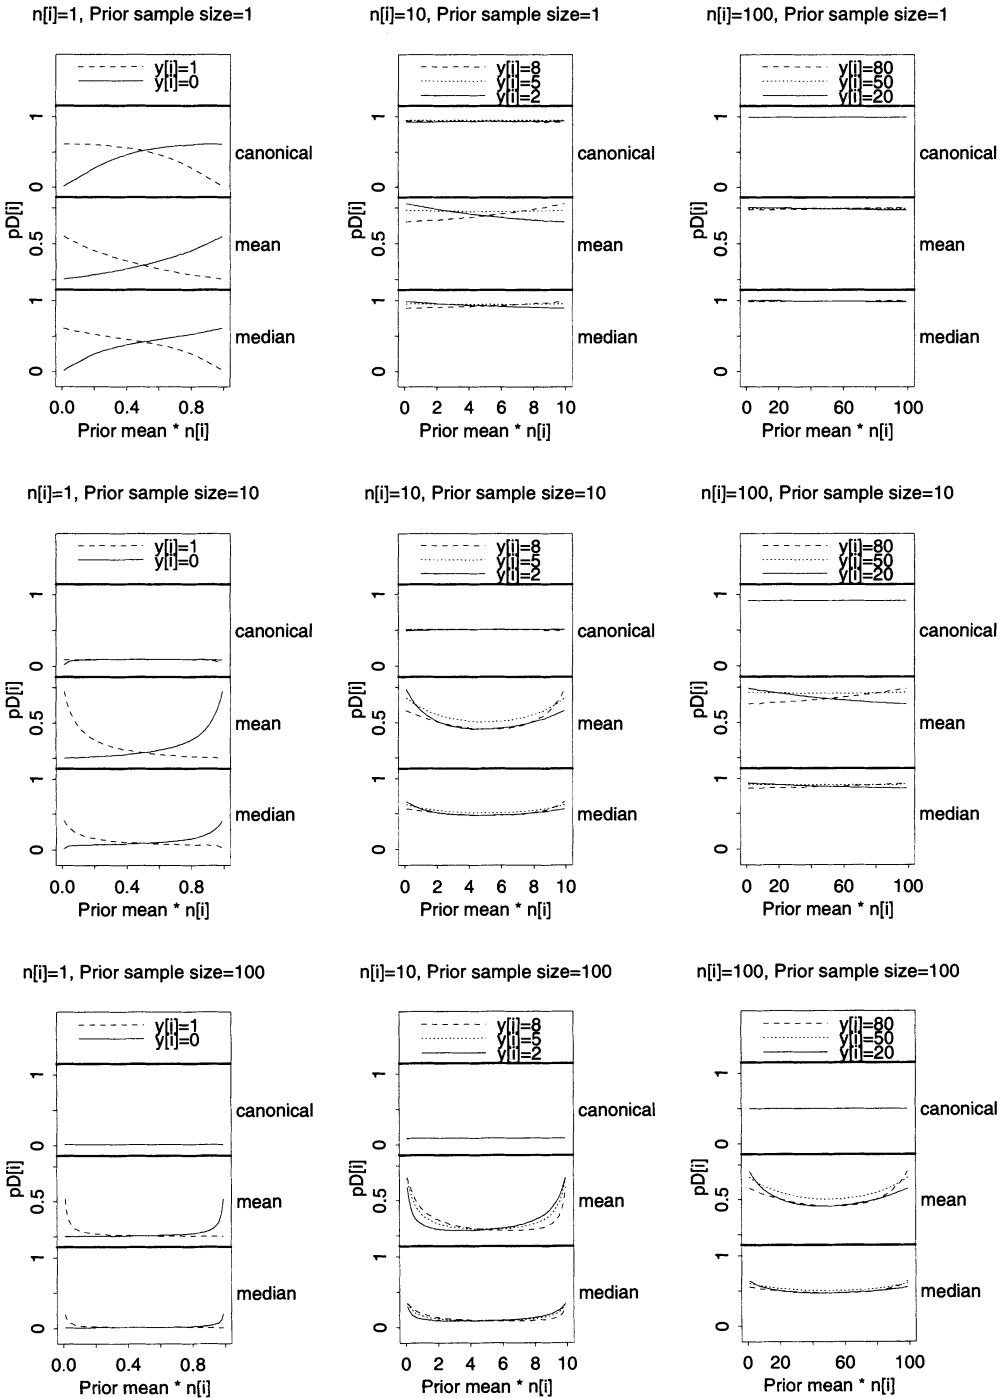 n[i]=1, Prior sample size=1
y[i]=1
y[i]=0
1
0
0.5
1
0
pD[i]
canonical
mean
median
0.0 0.4 0.8
Prior mean * n[i]
n[i]=10, Prior sample size=1
y[i]=8
y[i]=5
y[i]=2
1
0
0.5
1
0
pD[i]
canonical
mean
median
0 2 4 6 8 10
Prior mean * n[i]
n[i]=100, Prior sample size=1
y[i]=80
y[i]=50
y[i]=20
1
0
0.5
1
0
pD[i]
canonical
mean
median
0 20 60 100
Prior mean * n[i]
n[i]=1, Prior sample size=10
y[i]=1
y[i]=0
1
0
0.5
1
0
pD[i]
canonical
mean
median
0.0 0.4 0.8
Prior mean * n[i]
n[i]=10, Prior sample size=10
y[i]=8
y[i]=5
y[i]=2
1
0
0.5
1
0
pD[i]
canonical
mean
median
0 2 4 6 8 10
Prior mean * n[i]
n[i]=100, Prior sample size=10
y[i]=80
y[i]=50
y[i]=20
1
0
0.5
1
0
pD[i]
canonical
mean
median
0 20 60 100
Prior mean * n[i]
n[i]=1, Prior sample size=100
y[i]=1
y[i]=0
1
0
0.5
1
0
pD[i]
canonical
mean
median
0.0 0.4 0.8
Prior mean * n[i]
n[i]=10, Prior sample size=100
y[i]=8
y[i]=5
y[i]=2
1
0
0.5
1
0
pD[i]
canonical
mean
median
0 2 4 6 8 10
Prior mean * n[i]
n[i]=100, Prior sample size=100
y[i]=80
y[i]=50
y[i]=20
1
0
0.5
1
0
pD[i]
canonical
mean
median
0 20 60 100
Prior mean * n[i]